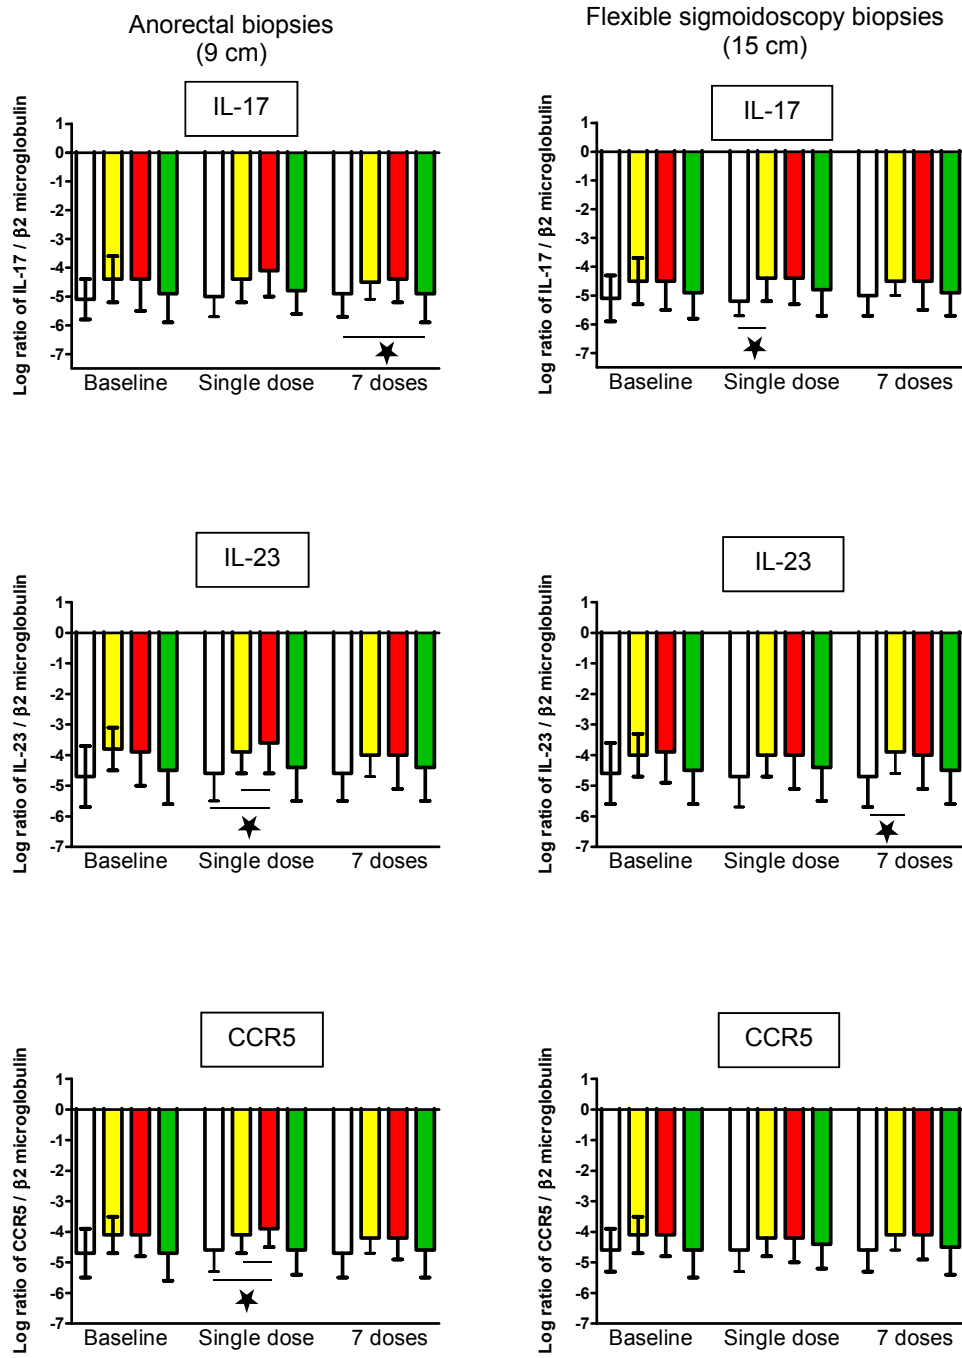 Anorectal biopsies
(9 cm)
Flexible sigmoidoscopy biopsies
(15 cm)
IL-17
Log ratio of IL-17 / β2 microglobulin
1
0
-1
-2
-3
-4
-5
-6
-7
Baseline Single dose 7 doses
IL-17
Log ratio of IL-17 / β2 microglobulin
1
0
-1
-2
-3
-4
-5
-6
-7
Baseline Single dose 7 doses
IL-23
Log ratio of IL-23 / β2 microglobulin
1
0
-1
-2
-3
-4
-5
-6
-7
Baseline Single dose 7 doses
IL-23
Log ratio of IL-23 / β2 microglobulin
1
0
-1
-2
-3
-4
-5
-6
-7
Baseline Single dose 7 doses
CCR5
Log ratio of CCR5 / β2 microglobulin
1
0
-1
-2
-3
-4
-5
-6
-7
Baseline Single dose 7 doses
CCR5
Log ratio of CCR5 / β2 microglobulin
1
0
-1
-2
-3
-4
-5
-6
-7
Baseline Single dose 7 doses